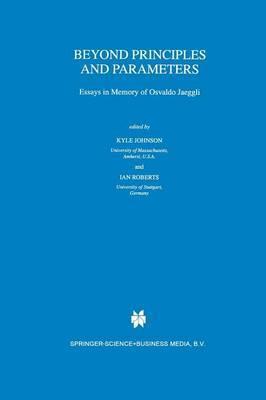 BEYOND PRINCIPLES
AND PARAMETERS
Essays in Memory of Osvaldo Jaeggli
edited by
KYLE JOHNSON
University of Massachusetts,
Amherst, U.S.A.
and
IAN ROBERTS
University of Stuttgart,
Germany
SPRINGER-SCIENCE+BUSINESS MEDIA, B.V.